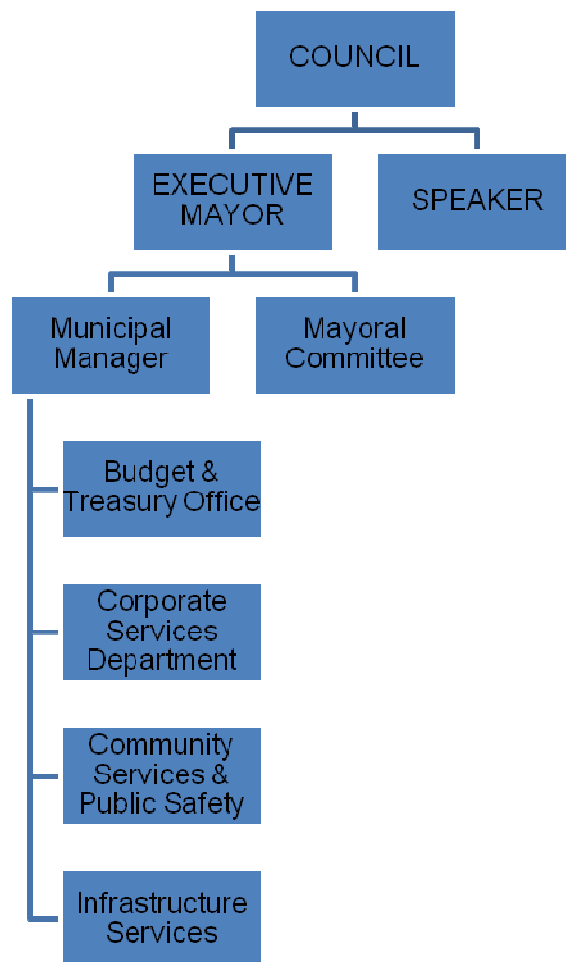 COUNCIL
EXECUTIVE
MAYOR
SPEAKER
Municipal
Manager
Mayoral
Committee
Budget &
Treasury Office
Corporate
Services
Department
Community
Services &
Public Safety
Infrastructure
Services